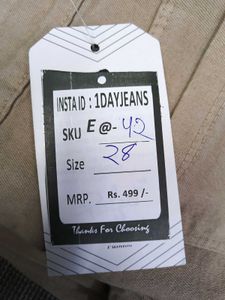 INSTA ID : 1DAYJEANS
SKU E @- 42
Size 28
MRP. Rs. 499 /-
Thanks For Choosing